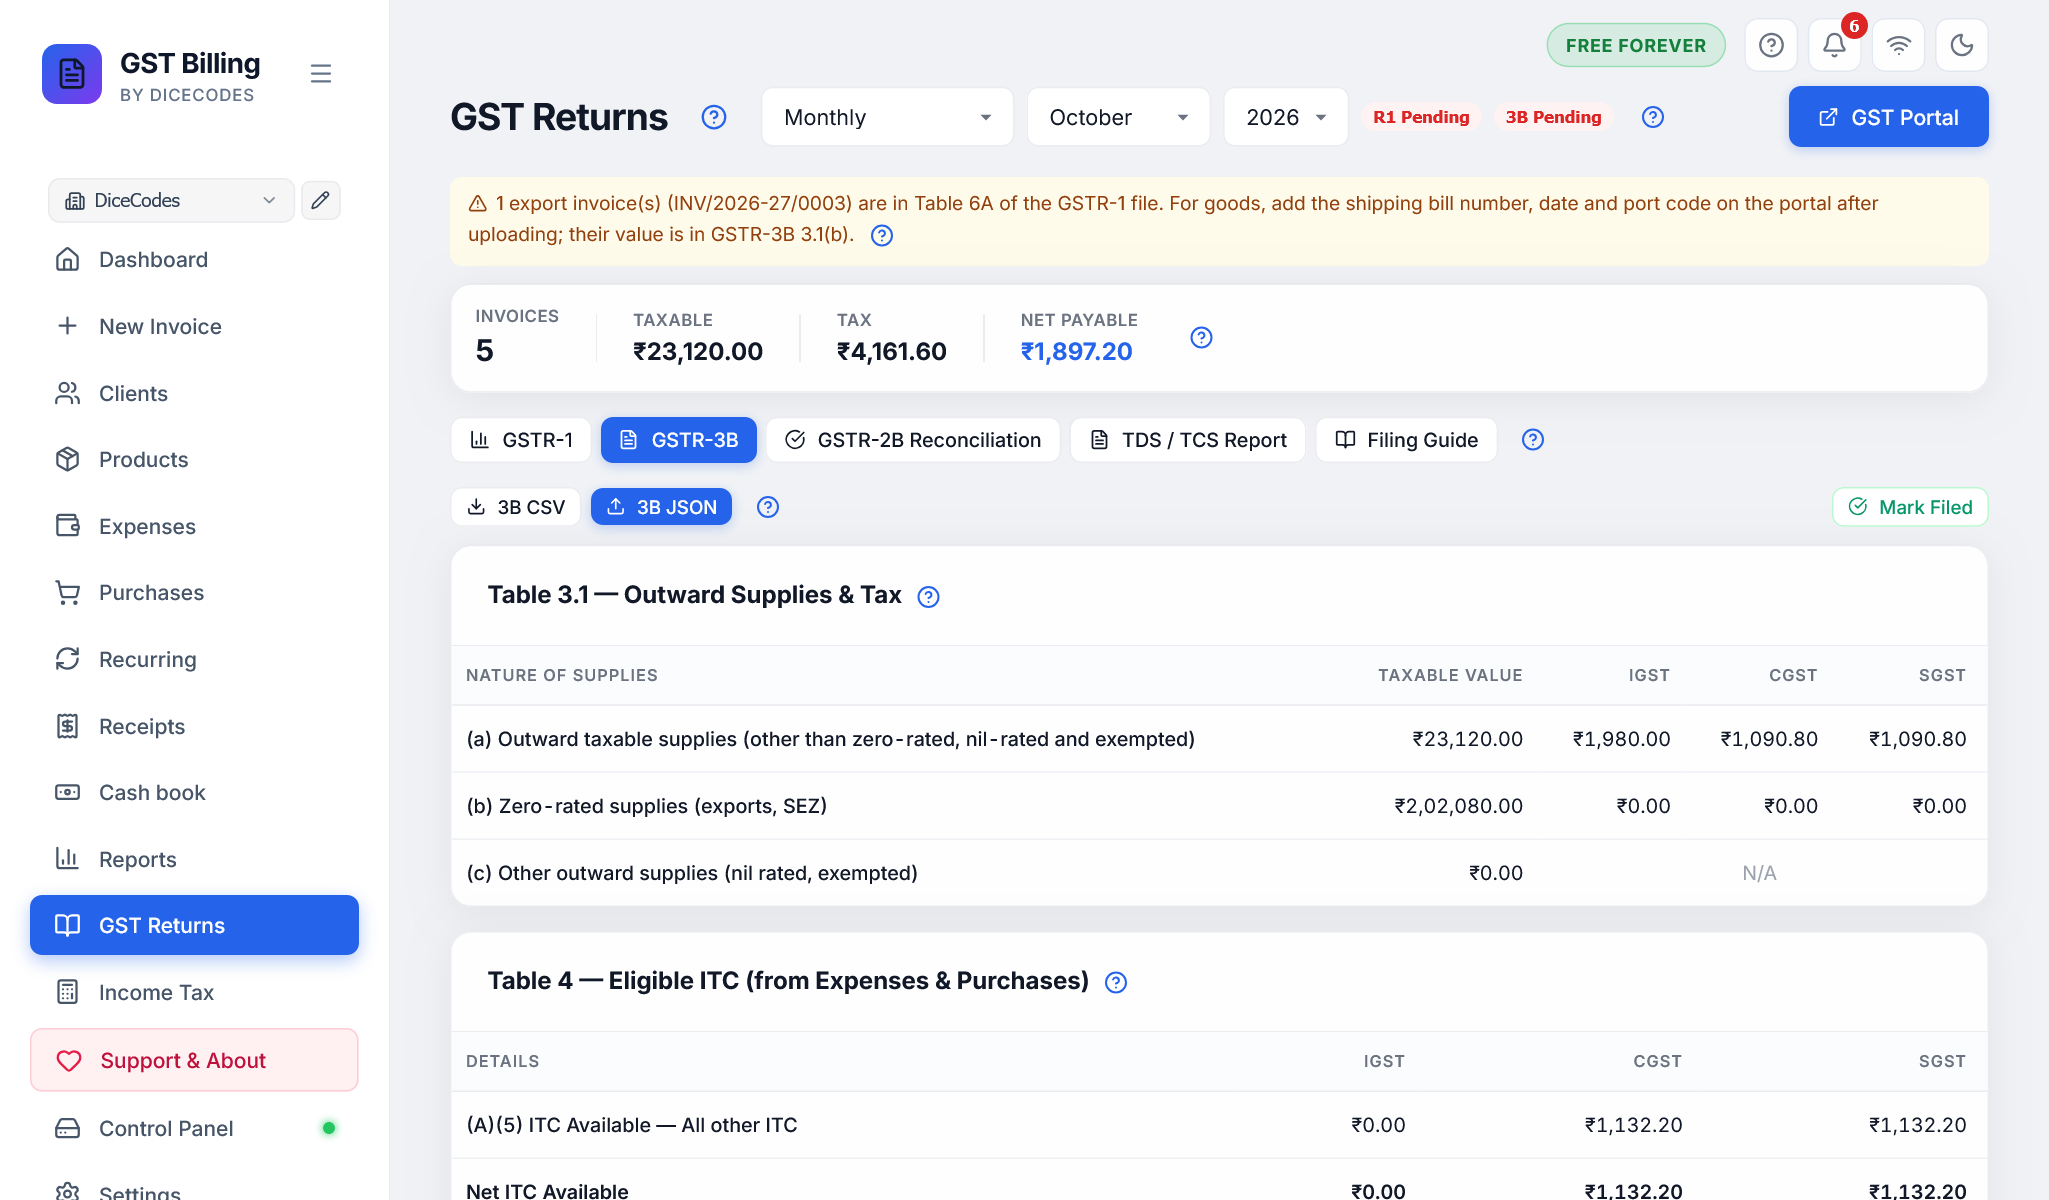 GST Billing
BY DICECODES
DiceCodes
Dashboard
New Invoice
Clients
Products
Expenses
Purchases
Recurring
Receipts
Cash book
Reports
GST Returns
Income Tax
Support & About
Control Panel
Settings
FREE FOREVER
6
GST Returns
Monthly
October
2026
R1 Pending
3B Pending
GST Portal
1 export invoice(s) (INV/2026-27/0003) are in Table 6A of the GSTR-1 file. For goods, add the shipping bill number, date and port code on the portal after
uploading; their value is in GSTR-3B 3.1(b).
INVOICES
5
TAXABLE
₹23,120.00
TAX
₹4,161.60
NET PAYABLE
₹1,897.20
GSTR-1
GSTR-3B
GSTR-2B Reconciliation
TDS / TCS Report
Filing Guide
3B CSV
3B JSON
Mark Filed
Table 3.1 — Outward Supplies & Tax
NATURE OF SUPPLIES TAXABLE VALUE IGST CGST SGST
(a) Outward taxable supplies (other than zero-rated, nil-rated and exempted) ₹23,120.00 ₹1,980.00 ₹1,090.80 ₹1,090.80
(b) Zero-rated supplies (exports, SEZ) ₹2,02,080.00 ₹0.00 ₹0.00 ₹0.00
(c) Other outward supplies (nil rated, exempted) ₹0.00 N/A
Table 4 — Eligible ITC (from Expenses & Purchases)
DETAILS IGST CGST SGST
(A)(5) ITC Available — All other ITC ₹0.00 ₹1,132.20 ₹1,132.20
Net ITC Available ₹0.00 ₹1,132.20 ₹1,132.20